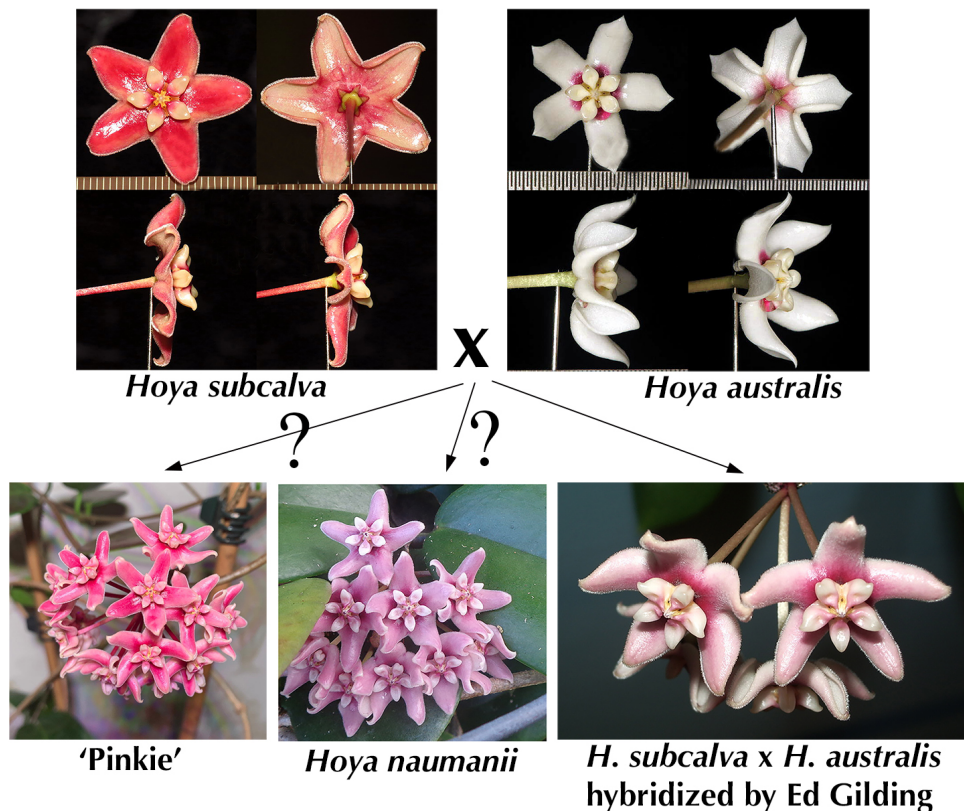 x
Hoya subcalva
Hoya australis
?
?
'Pinkie'
Hoya naumanii
H. subcalva x H. australis
hybridized by Ed Gilding